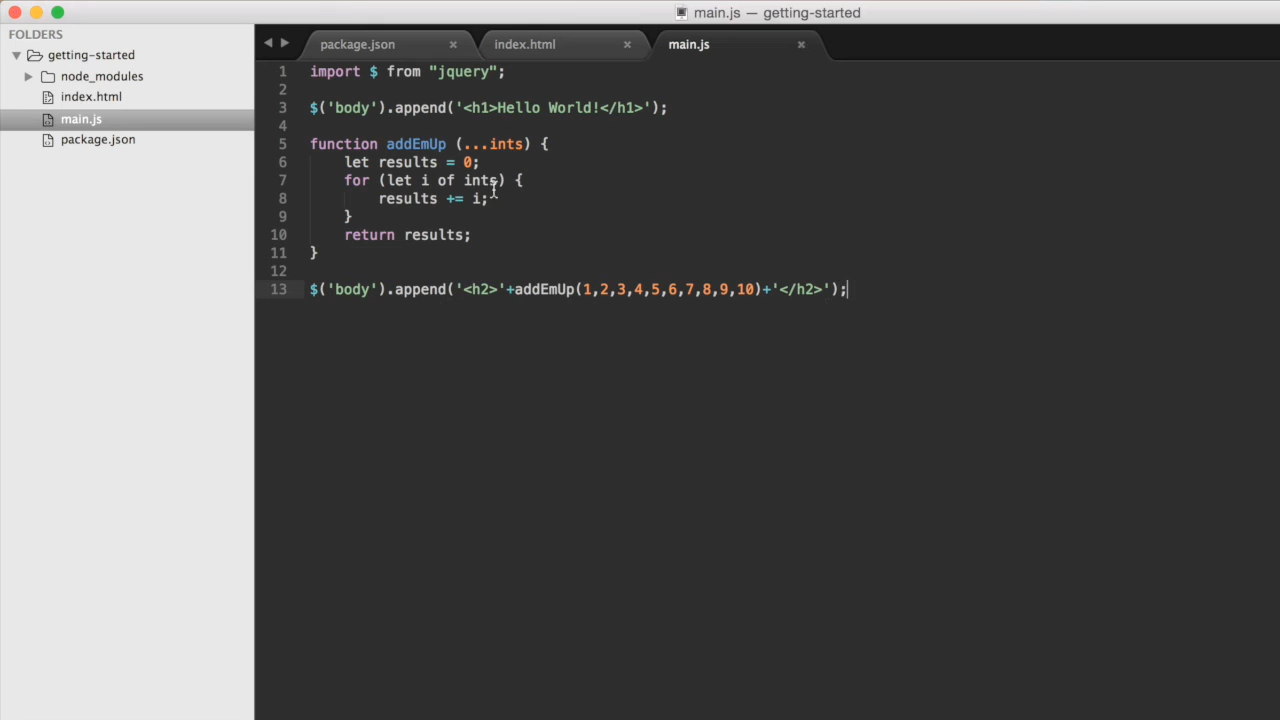 main.js — getting-started
FOLDERS
getting-started
node_modules
index.html
main.js
package.json
package.json
index.html
main.js
1 import $ from "jquery";
2
3 $('body').append('<h1>Hello World!</h1>');
4
5 function addEmUp (...ints) {
6     let results = 0;
7     for (let i of ints) {
8         results += i;
9     }
10     return results;
11 }
12
13 $('body').append('<h2>'+addEmUp(1,2,3,4,5,6,7,8,9,10)+'</h2>');